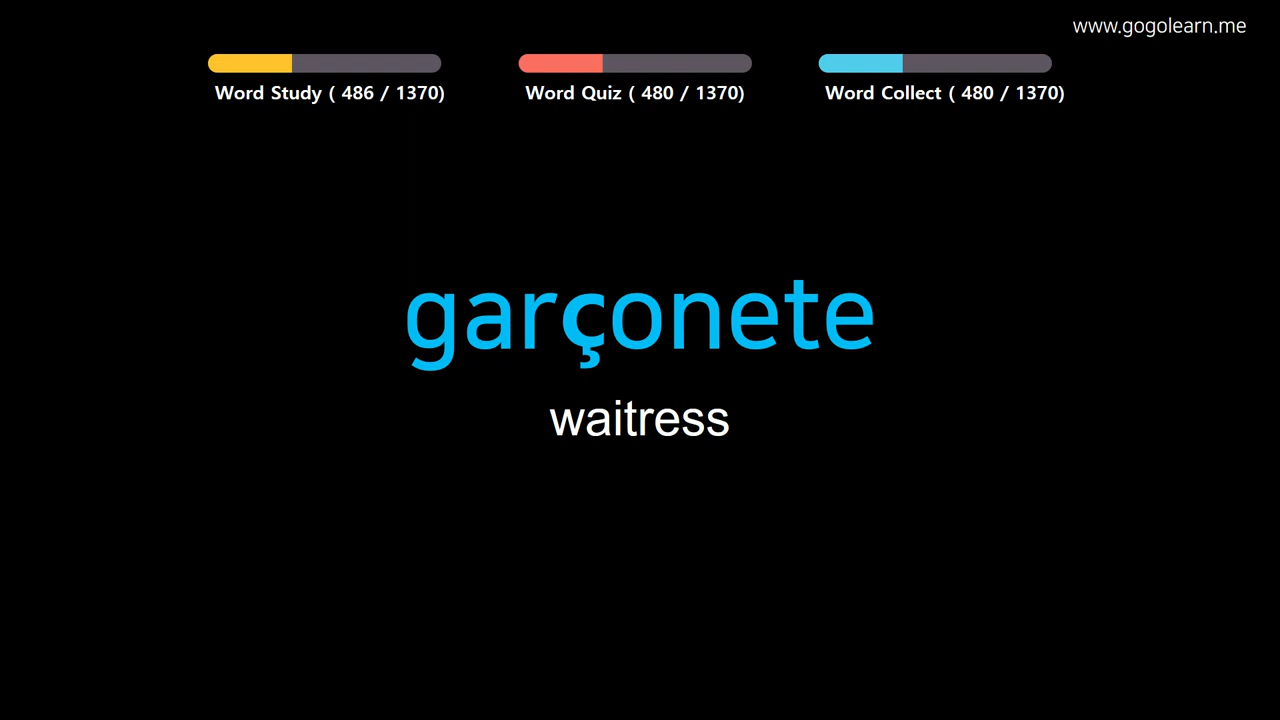 www.gogolearn.me
Word Study ( 486 / 1370)
Word Quiz ( 480 / 1370)
Word Collect ( 480 / 1370)
garçonete
waitress